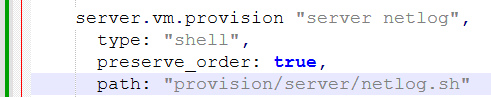 server.vm.provision "server netlog",
type: "shell",
preserve_order: true,
path: "provision/server/netlog.sh"